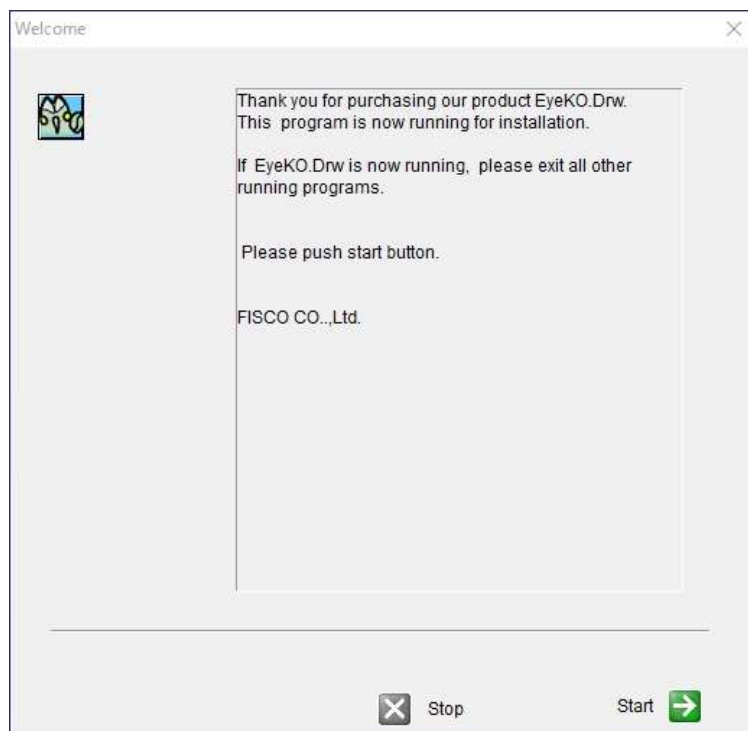 Welcome
Thank you for purchasing our product EyeKO.Drw.
This program is now running for installation.
If EyeKO.Drw is now running, please exit all other
running programs.
Please push start button.
FISCO CO..,Ltd.
Stop
Start